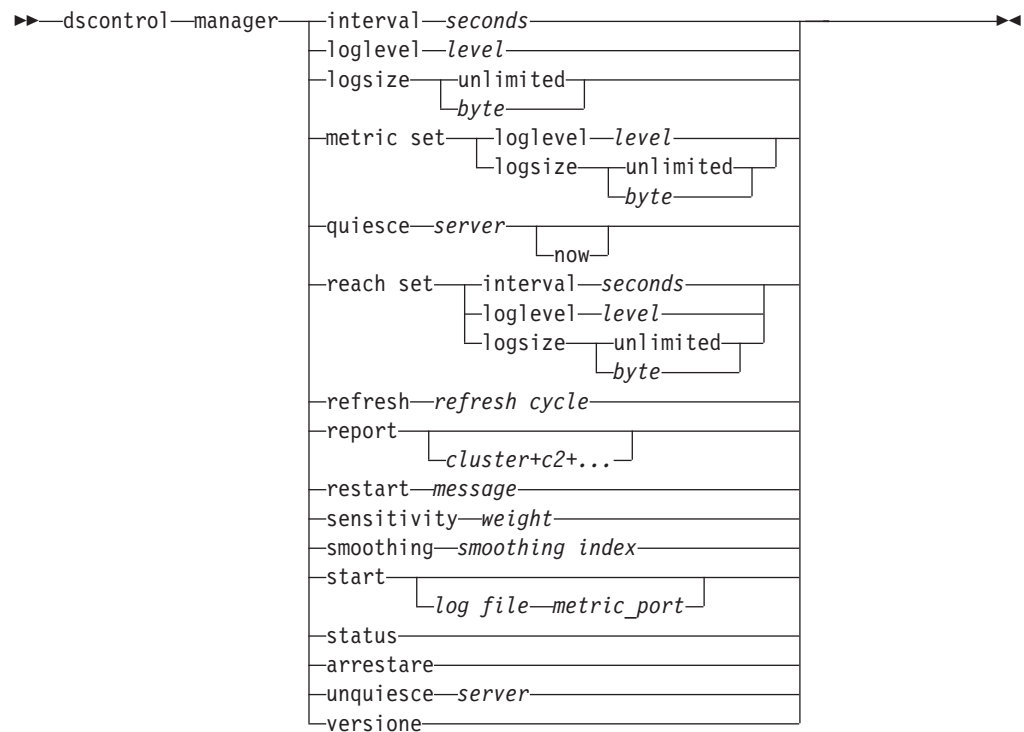 dscontrol manager interval seconds
loglevel level
logsize unlimited
byte
metric set loglevel level
logsize unlimited
byte
quiesce server
now
reach set interval seconds
loglevel level
logsize unlimited
byte
refresh refresh cycle
report
cluster+c2+...
restart message
sensitivity weight
smoothing smoothing index
start
log file metric_port
status
arrestare
unquiesce server
versione